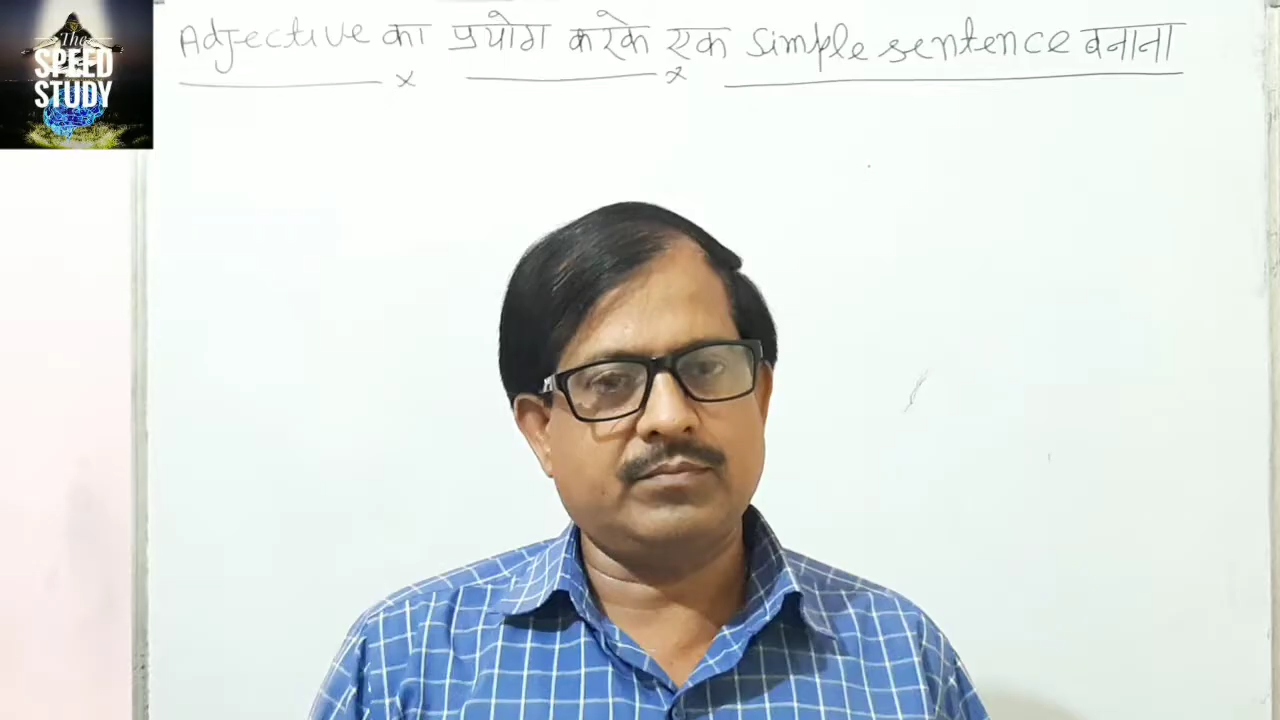 The
SPEED
STUDY
Adjective का प्रयोग करके एक simple sentence बनाना